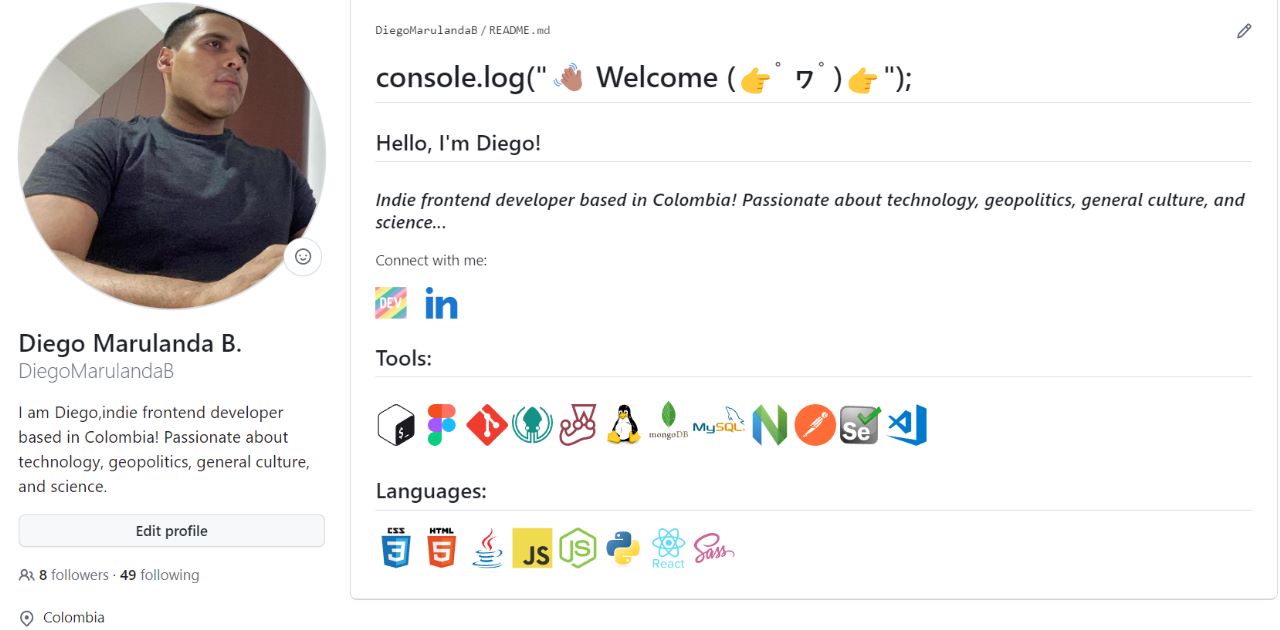 DiegoMarulandaB / README.md
console.log("👋🏽 Welcome (👉ﾟヮﾟ)👉");
Hello, I'm Diego!
Indie frontend developer based in Colombia! Passionate about technology, geopolitics, general culture, and
science...
Connect with me:
DEV in
Tools:
mongoDB MySQL Se
Languages:
CSS 3 HTML 5 JS JS React Sass
Diego Marulanda B.
DiegoMarulandaB
I am Diego,indie frontend developer
based in Colombia! Passionate about
technology, geopolitics, general culture,
and science.
Edit profile
8 followers · 49 following
Colombia